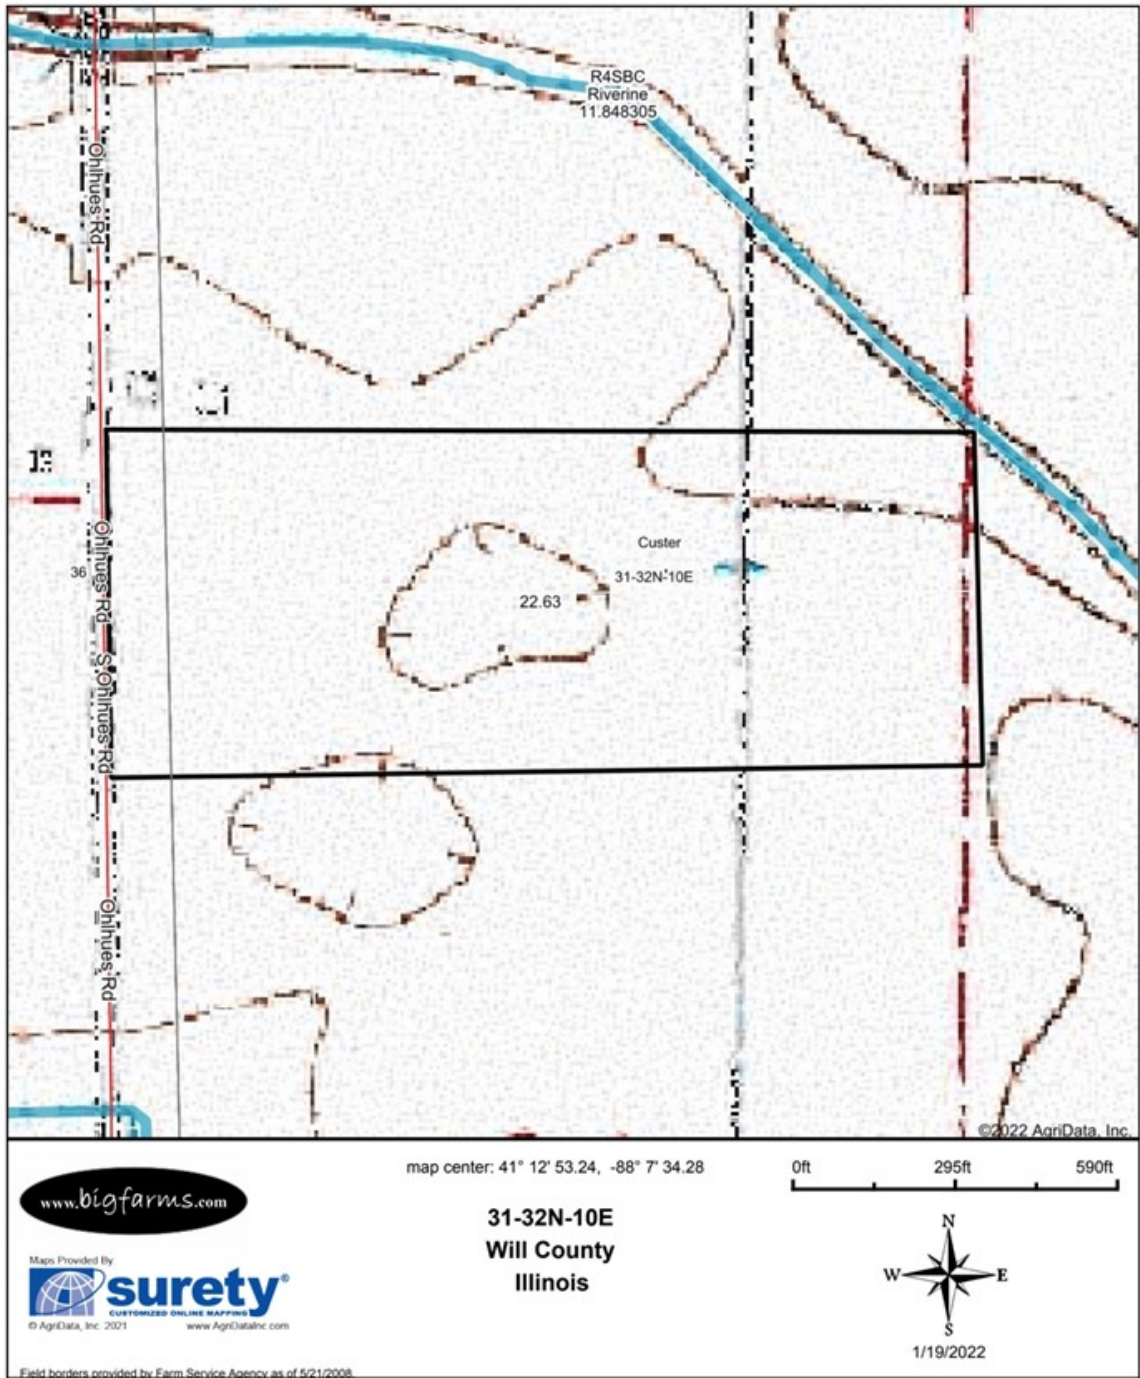 R4SBC
Riverine
11.848305
Ohlhues Rd
Custer
31-32N-10E
22.63
36
Ohlhues Rd
S Ohlhues Rd
Ohlhues Rd
©2022 AgriData, Inc.
map center: 41° 12' 53.24, -88° 7' 34.28
0ft 295ft 590ft
www.bigfarms.com
31-32N-10E
Will County
Illinois
Maps Provided By:
surety®
CUSTOMIZED ONLINE MAPPING
© AgriData, Inc. 2021 www.AgriDataInc.com
N
W E
S
1/19/2022
Field borders provided by Farm Service Agency as of 5/21/2008.